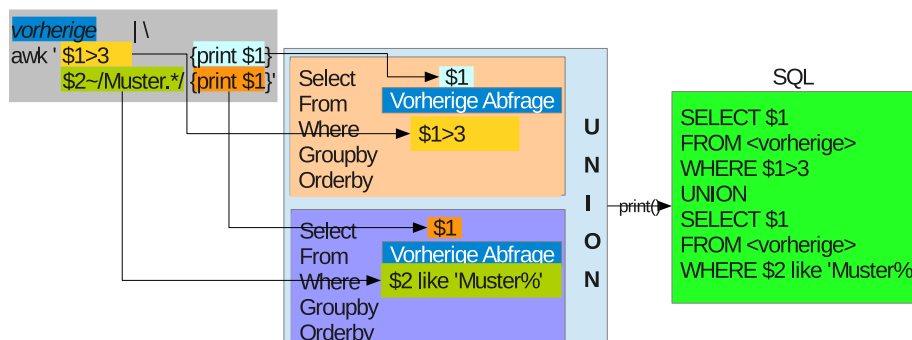 vorherige | \
awk ' $1>3 {print $1}
$2~/Muster.*/ {print $1}'
Select $1
From Vorherige Abfrage
Where $1>3
Groupby
Orderby
Select $1
From Vorherige Abfrage
Where $2 like 'Muster%'
Groupby
Orderby
U
N
I
O
N
print()
SQL
SELECT $1
FROM <vorherige>
WHERE $1>3
UNION
SELECT $1
FROM <vorherige>
WHERE $2 like 'Muster%